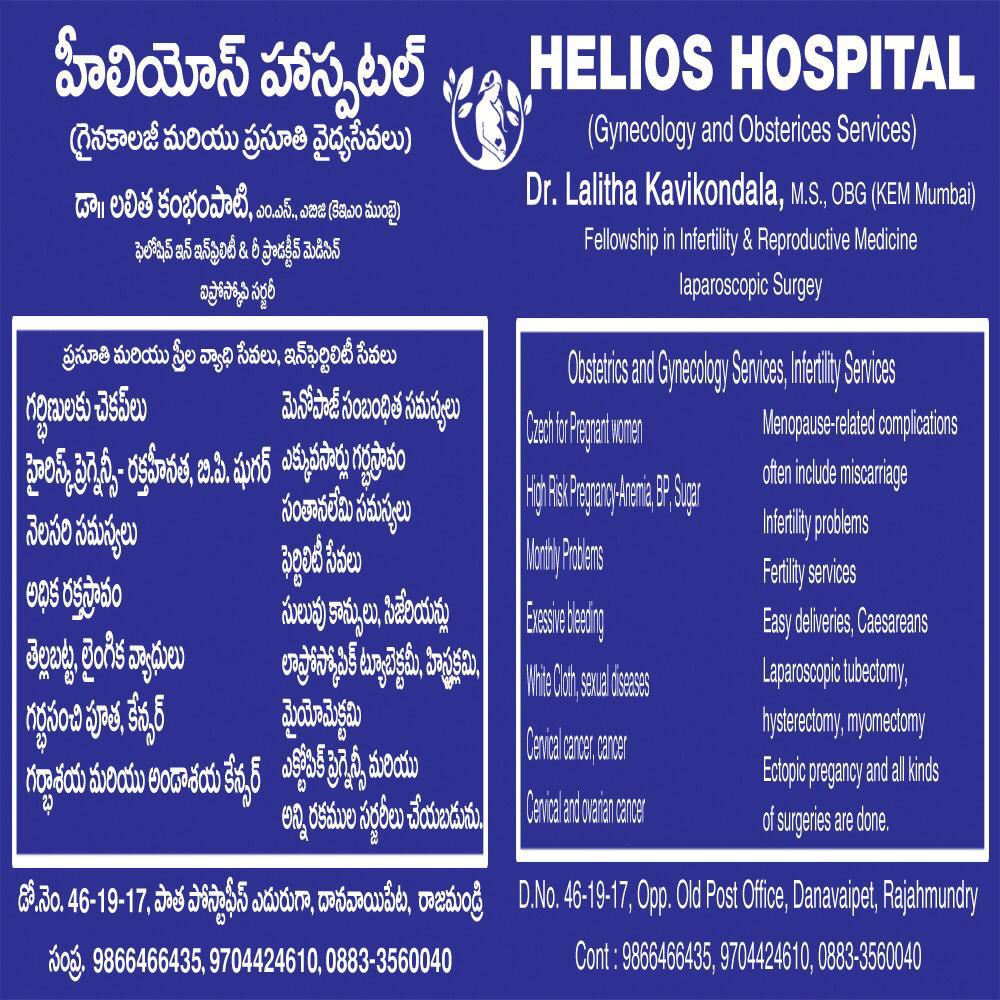 హీలియోస్ హాస్పటల్
(గైనకాలజీ మరియు ప్రసూతి వైద్యసేవలు)
డా॥ లలిత కంభంపాటి, ఎం.ఎస్., ఎబిజి (కెఇఎం ముంబై)
ఫెలోషిప్ ఇన్ ఇన్‌ఫ్రిలిటీ & రీ ప్రొడక్టీవ్ మెడిసిన్
ఐప్రోస్కోపి సర్జరీ
ప్రసూతి మరియు స్త్రీల వ్యాధి సేవలు, ఇన్‌ఫెర్టిలిటీ సేవలు
గర్భిణులకు చెకప్‌లు
హైరిస్క్ ప్రెగ్నెన్సీ- రక్తహీనత, బి.పి. షుగర్
నెలసరి సమస్యలు
అధిక రక్తస్రావం
తెల్లబట్ట, లైంగిక వ్యాధులు
గర్భసంచి పూత, కేన్సర్
గర్భాశయ మరియు అండాశయ కేన్సర్
మెనోపాజ్ సంబంధిత సమస్యలు
ఎక్కువసార్లు గర్భస్రావం
సంతానలేమి సమస్యలు
ఫెర్టిలిటీ సేవలు
సులువు కాన్పులు, సిజేరియన్లు
లాప్రోస్కోపిక్ ట్యూబెక్టమీ, హిస్ట్రక్టమి,
మైయోమెక్టమి
ఎక్టోపిక్ ప్రెగ్నెన్సీ మరియు
అన్ని రకముల సర్జరీలు చేయబడును.
డో.నెం. 46-19-17, పాత పోస్టాఫీస్ ఎదురుగా, దానవాయిపేట, రాజమండ్రి
సంప్ర. 9866466435, 9704424610, 0883-3560040
HELIOS HOSPITAL
(Gynecology and Obsterices Services)
Dr. Lalitha Kavikondala, M.S., OBG (KEM Mumbai)
Fellowship in Infertility & Reproductive Medicine
laparoscopic Surgey
Obstetrics and Gynecology Services, Infertility Services
Czech for Pregnant women
High Risk Pregnancy-Anemia, BP, Sugar
Monthly Problems
Exessive bleeding
White Cloth, sexual diseases
Cervical cancer, cancer
Cervical and ovarian cancer
Menopause-related complications
often include miscarriage
Infertility problems
Fertility services
Easy deliveries, Caesareans
Laparoscopic tubectomy,
hysterectomy, myomectomy
Ectopic pregancy and all kinds
of surgeries are done.
D.No. 46-19-17, Opp. Old Post Office, Danavaipet, Rajahmundry
Cont : 9866466435, 9704424610, 0883-3560040